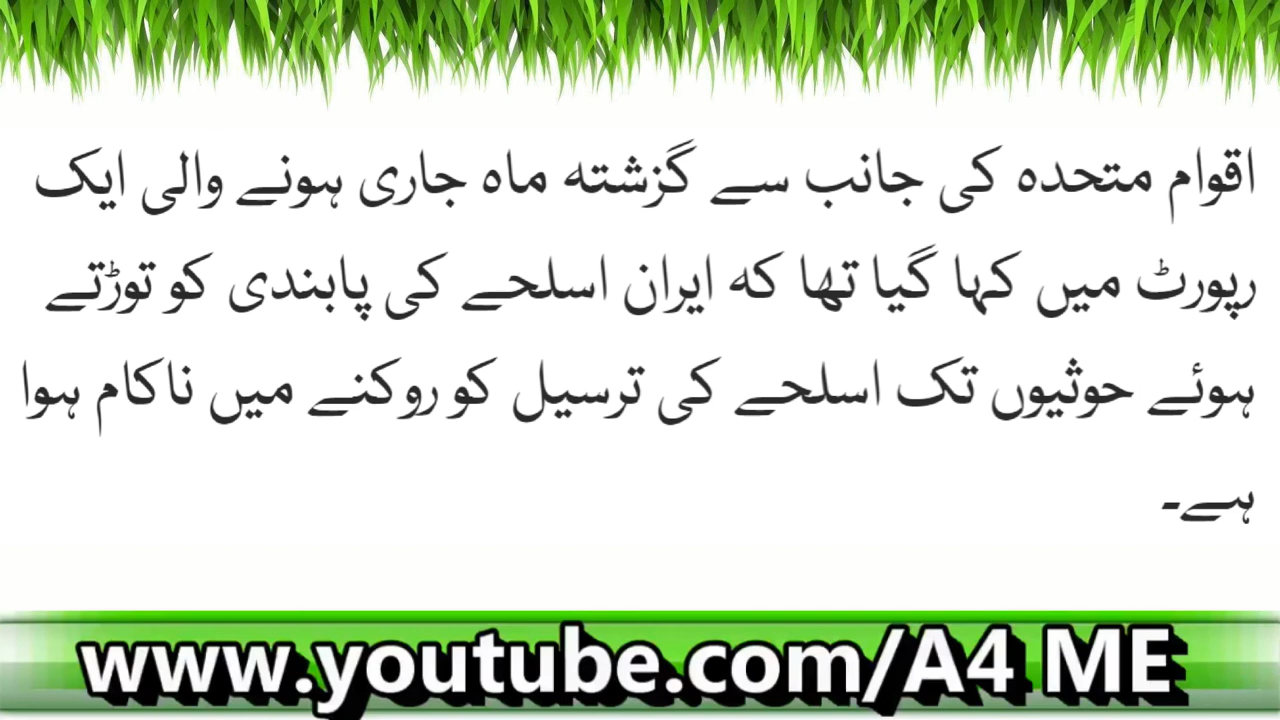 اقوام متحدہ کی جانب سے گزشتہ ماہ جاری ہونے والی ایک
رپورٹ میں کہا گیا تھا کہ ایران اسلحے کی پابندی کو توڑتے
ہوئے حوثیوں تک اسلحے کی ترسیل کو روکنے میں ناکام ہوا
ہے۔
www.youtube.com/A4 ME